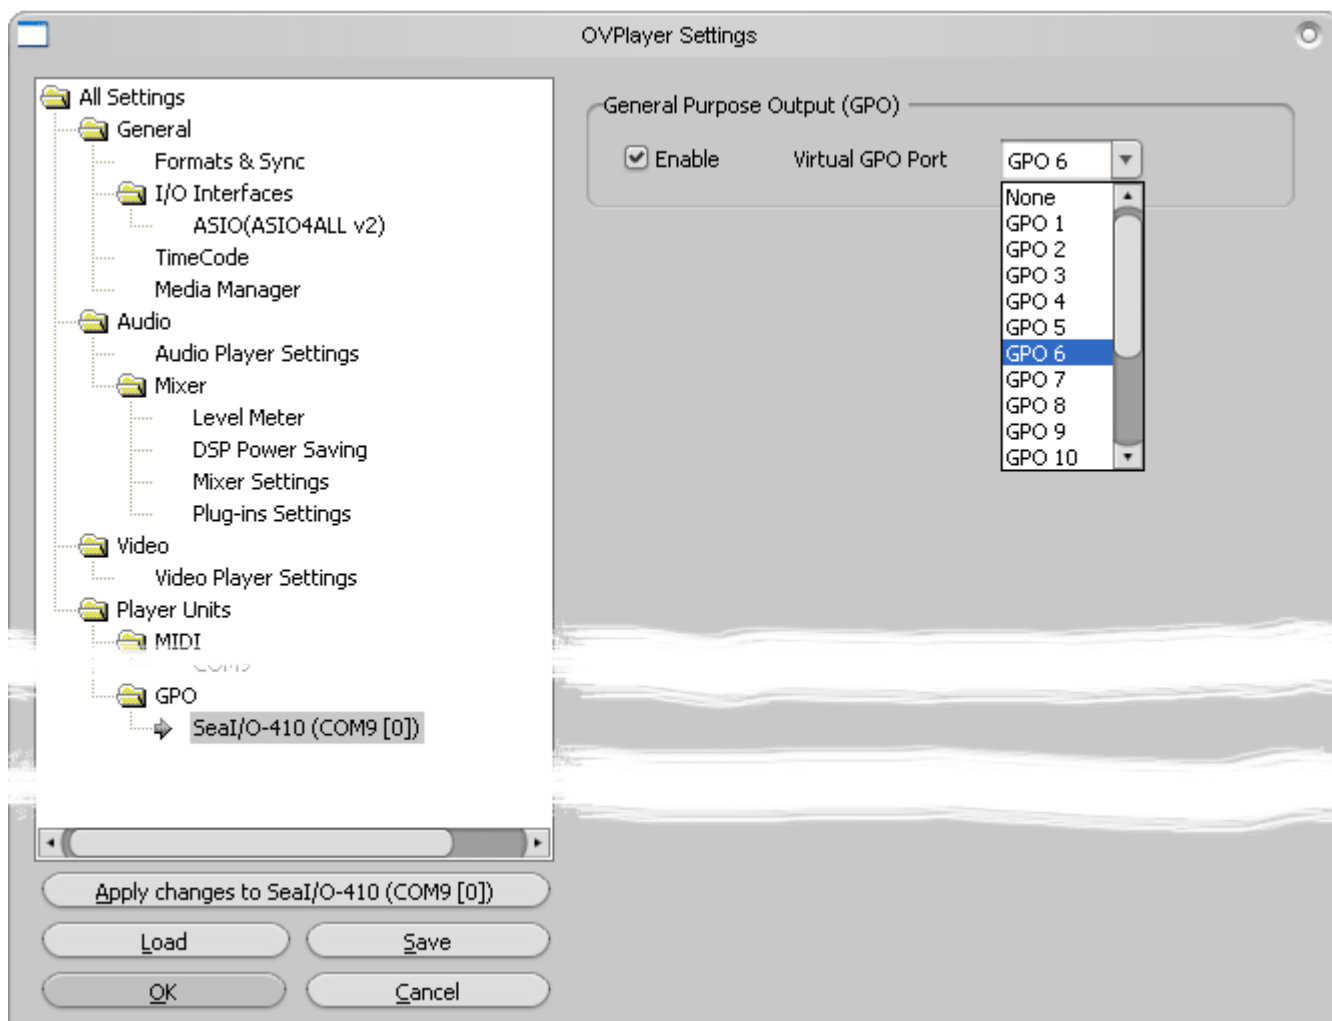 OVPlayer Settings
All Settings
General
Formats & Sync
I/O Interfaces
ASIO(ASIO4ALL v2)
TimeCode
Media Manager
Audio
Audio Player Settings
Mixer
Level Meter
DSP Power Saving
Mixer Settings
Plug-ins Settings
Video
Video Player Settings
Player Units
MIDI
COM9
GPO
SeaI/O-410 (COM9 [0])
Apply changes to SeaI/O-410 (COM9 [0])
Load Save
OK Cancel
General Purpose Output (GPO)
Enable Virtual GPO Port GPO 6
None
GPO 1
GPO 2
GPO 3
GPO 4
GPO 5
GPO 6
GPO 7
GPO 8
GPO 9
GPO 10